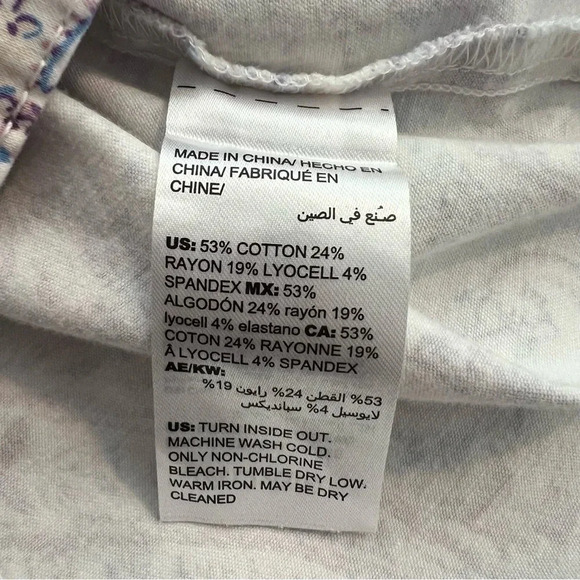 MADE IN CHINA/ HECHO EN
CHINA/ FABRIQUÉ EN
CHINE/
صُنع في الصين
US: 53% COTTON 24%
RAYON 19% LYOCELL 4%
SPANDEX MX: 53%
ALGODÓN 24% rayón 19%
lyocell 4% elastano CA: 53%
COTON 24% RAYONNE 19%
Â LYOCELL 4% SPANDEX
AE/KW:
53% القطن 24% رايون 19%
لايوسيل 4% سباندیکس
US: TURN INSIDE OUT.
MACHINE WASH COLD.
ONLY NON-CHLORINE
BLEACH. TUMBLE DRY LOW.
WARM IRON. MAY BE DRY
CLEANED